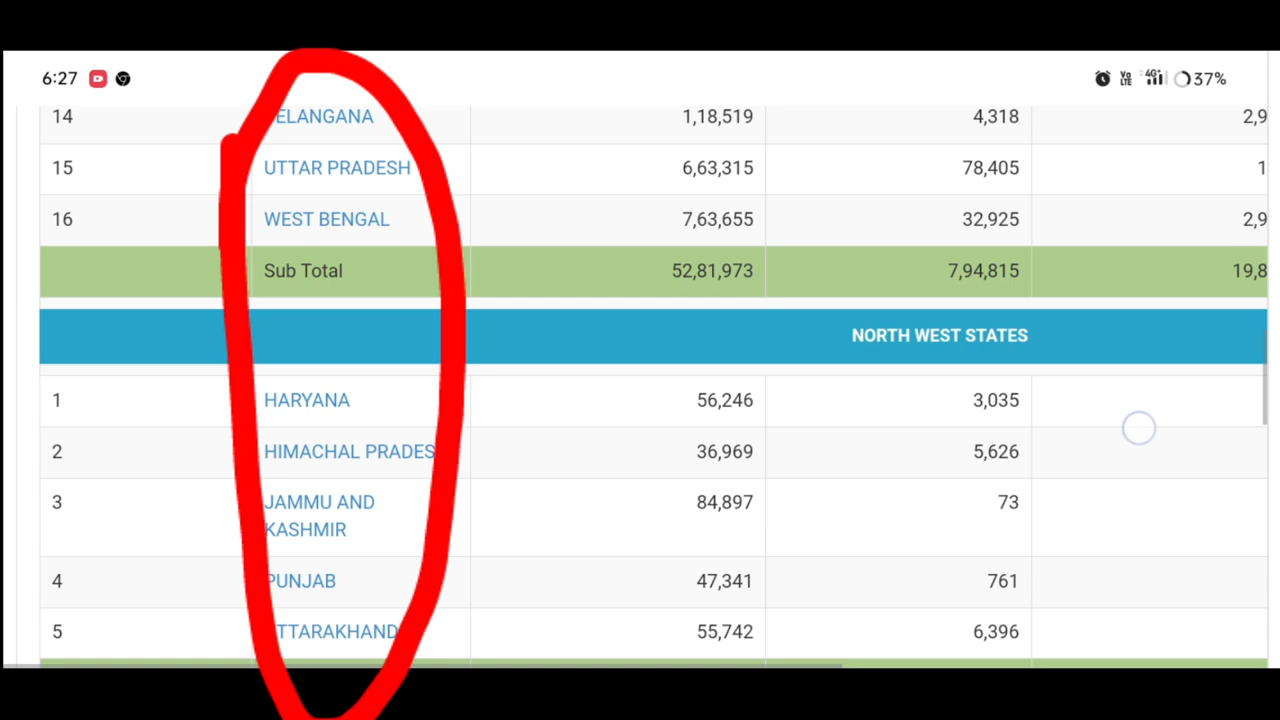 6:27 Vo LTE 4G+ 37%
14 ELANGANA 1,18,519 4,318 2,9
15 UTTAR PRADESH 6,63,315 78,405 1
16 WEST BENGAL 7,63,655 32,925 2,9
Sub Total 52,81,973 7,94,815 19,8
NORTH WEST STATES
1 HARYANA 56,246 3,035
2 HIMACHAL PRADES 36,969 5,626
3 JAMMU AND KASHMIR 84,897 73
4 PUNJAB 47,341 761
5 TTARAKHAND 55,742 6,396